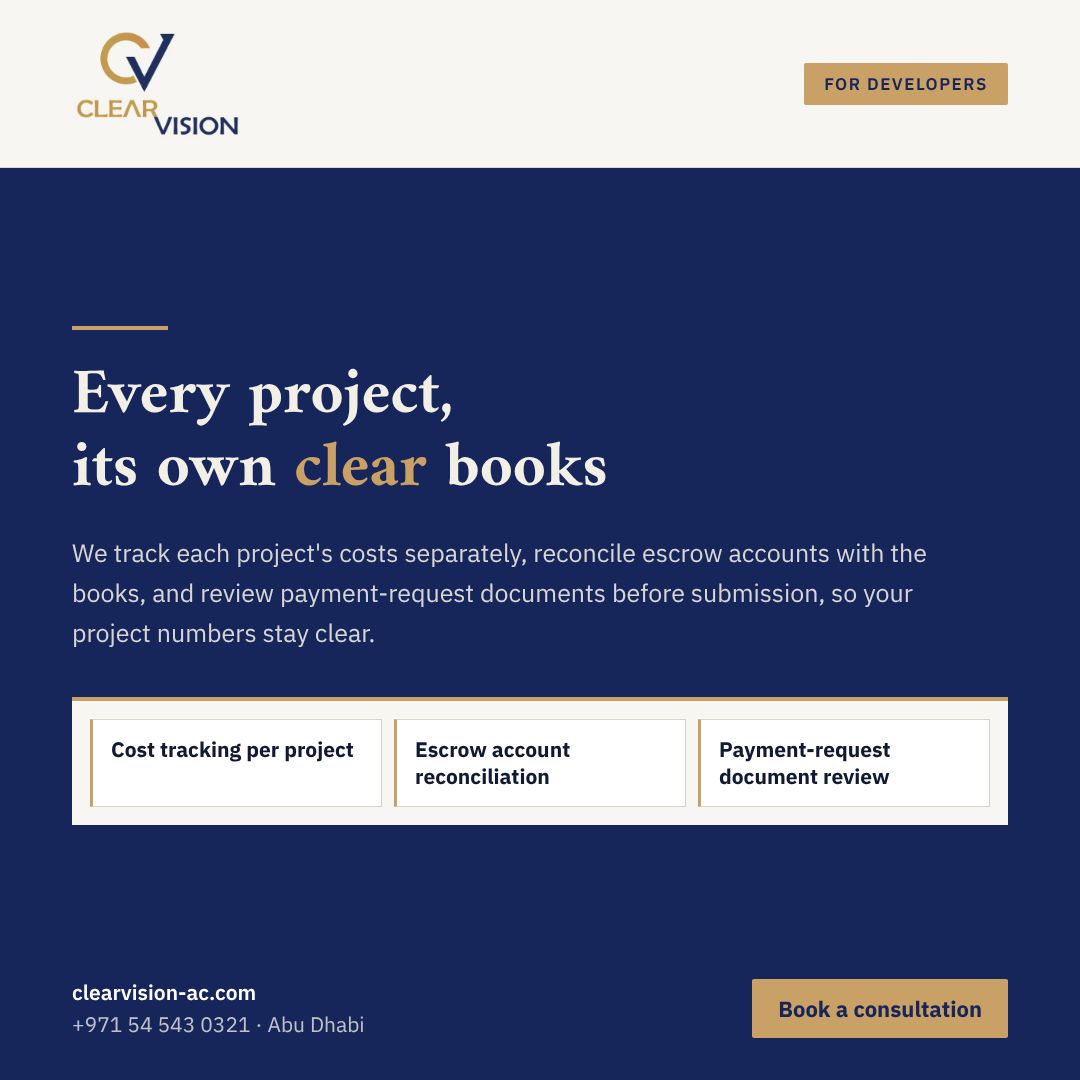 CLEAR
VISION
FOR DEVELOPERS
Every project,
its own clear books
We track each project's costs separately, reconcile escrow accounts with the
books, and review payment-request documents before submission, so your
project numbers stay clear.
Cost tracking per project
Escrow account
reconciliation
Payment-request
document review
clearvision-ac.com
+971 54 543 0321 · Abu Dhabi
Book a consultation